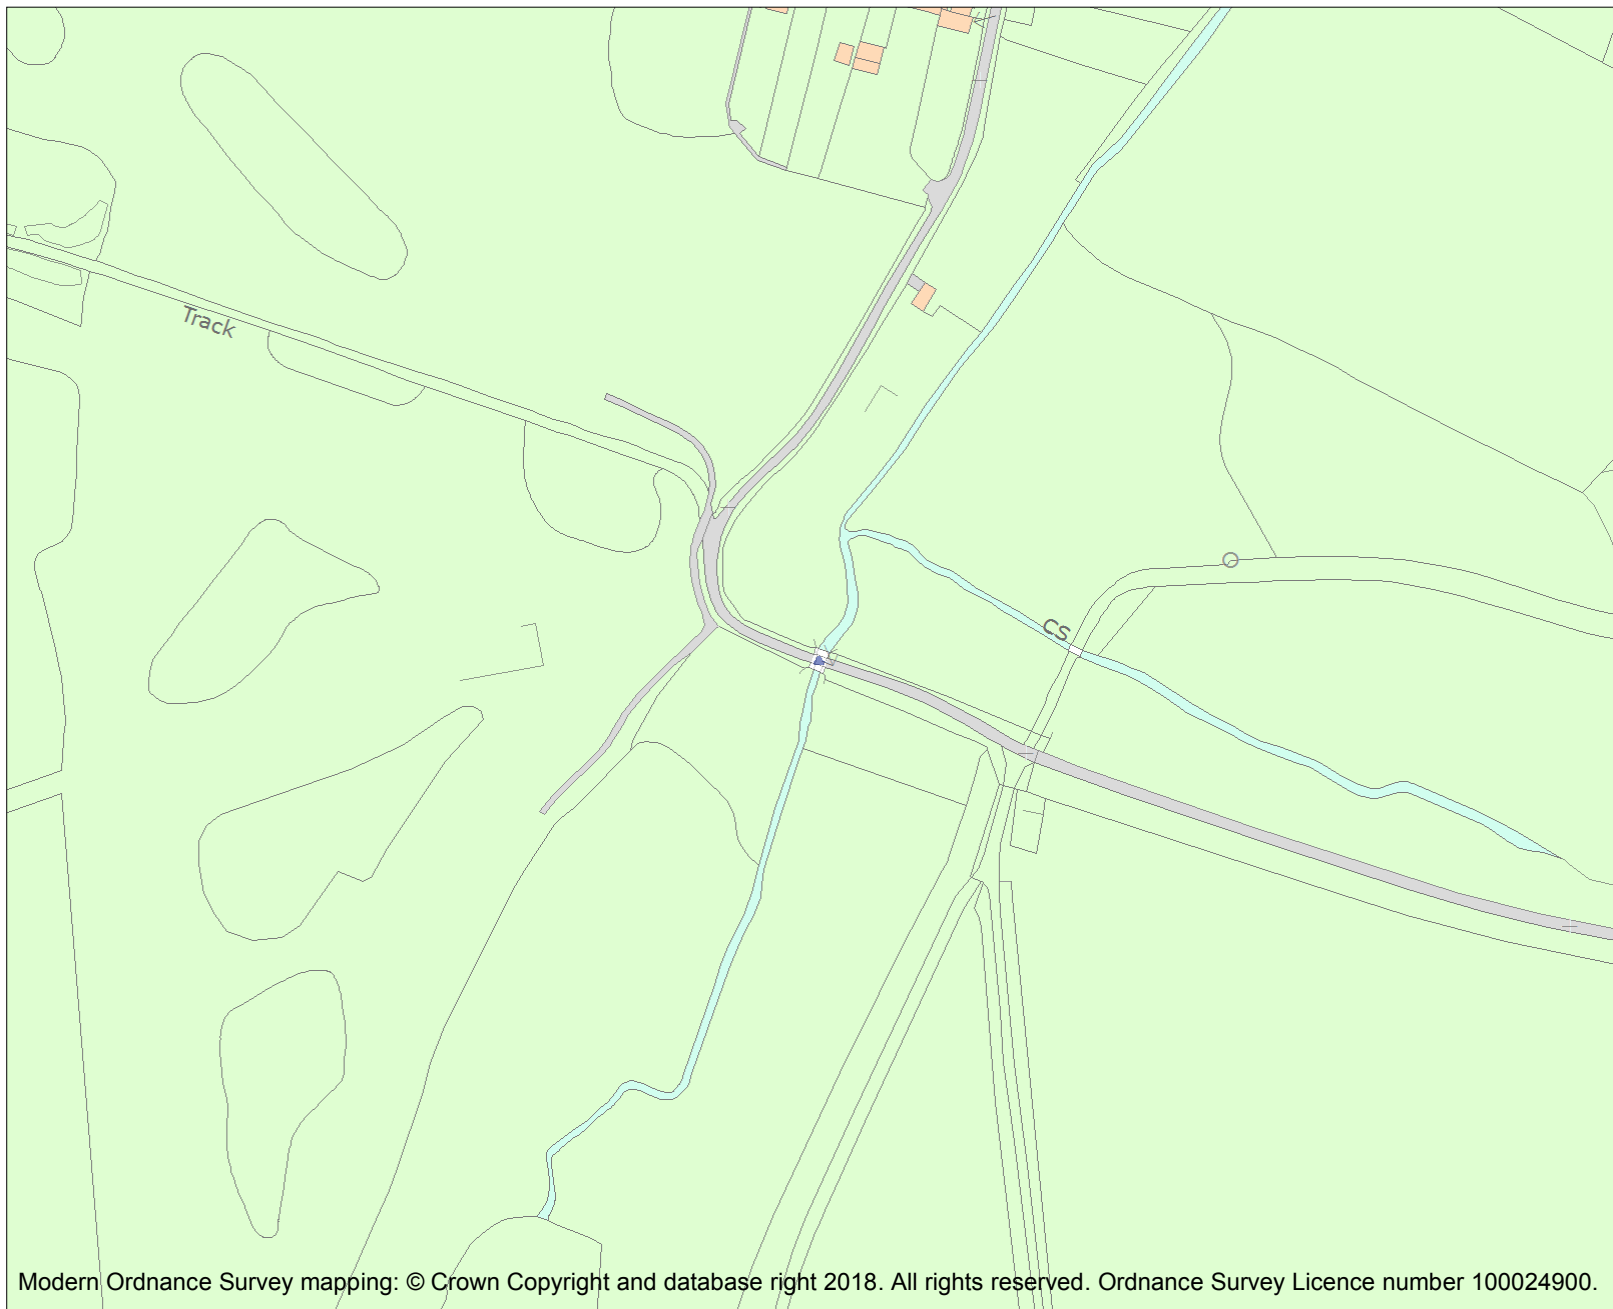 Track
CS
Modern Ordnance Survey mapping: © Crown Copyright and database right 2018. All rights reserved. Ordnance Survey Licence number 100024900.